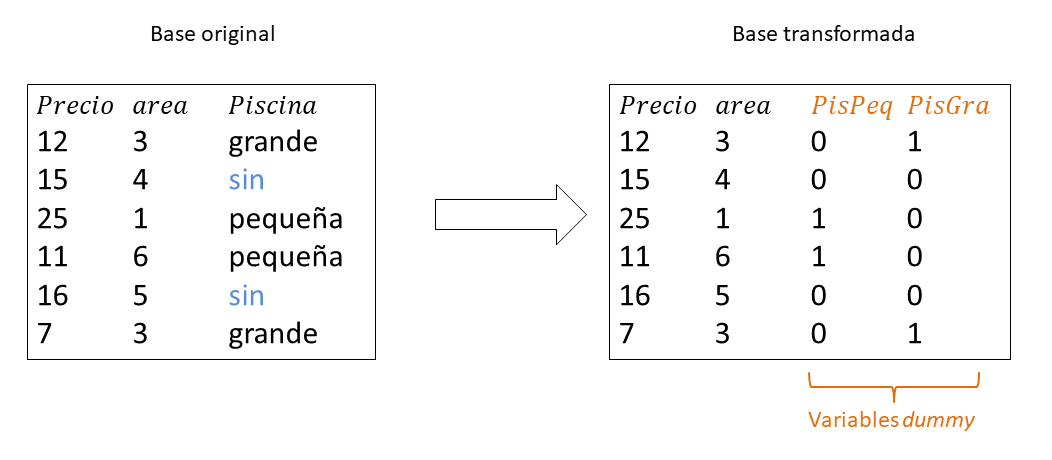 Base original
Precio area Piscina
12 3 grande
15 4 sin
25 1 pequeña
11 6 pequeña
16 5 sin
7 3 grande
Base transformada
Precio area PisPeq PisGra
12 3 0 1
15 4 0 0
25 1 1 0
11 6 1 0
16 5 0 0
7 3 0 1
Variables dummy